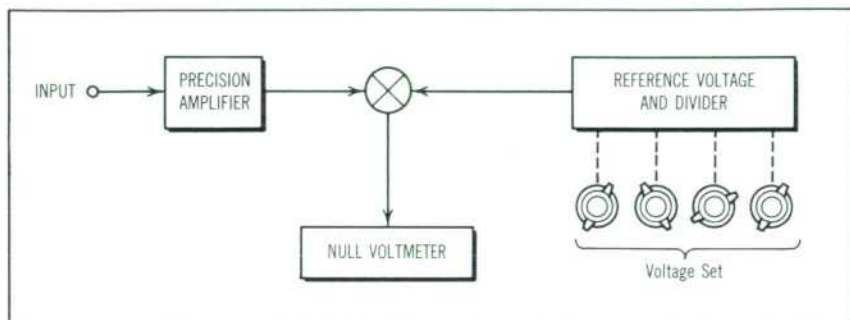 INPUT
PRECISION
AMPLIFIER
REFERENCE VOLTAGE
AND DIVIDER
NULL VOLTMETER
Voltage Set